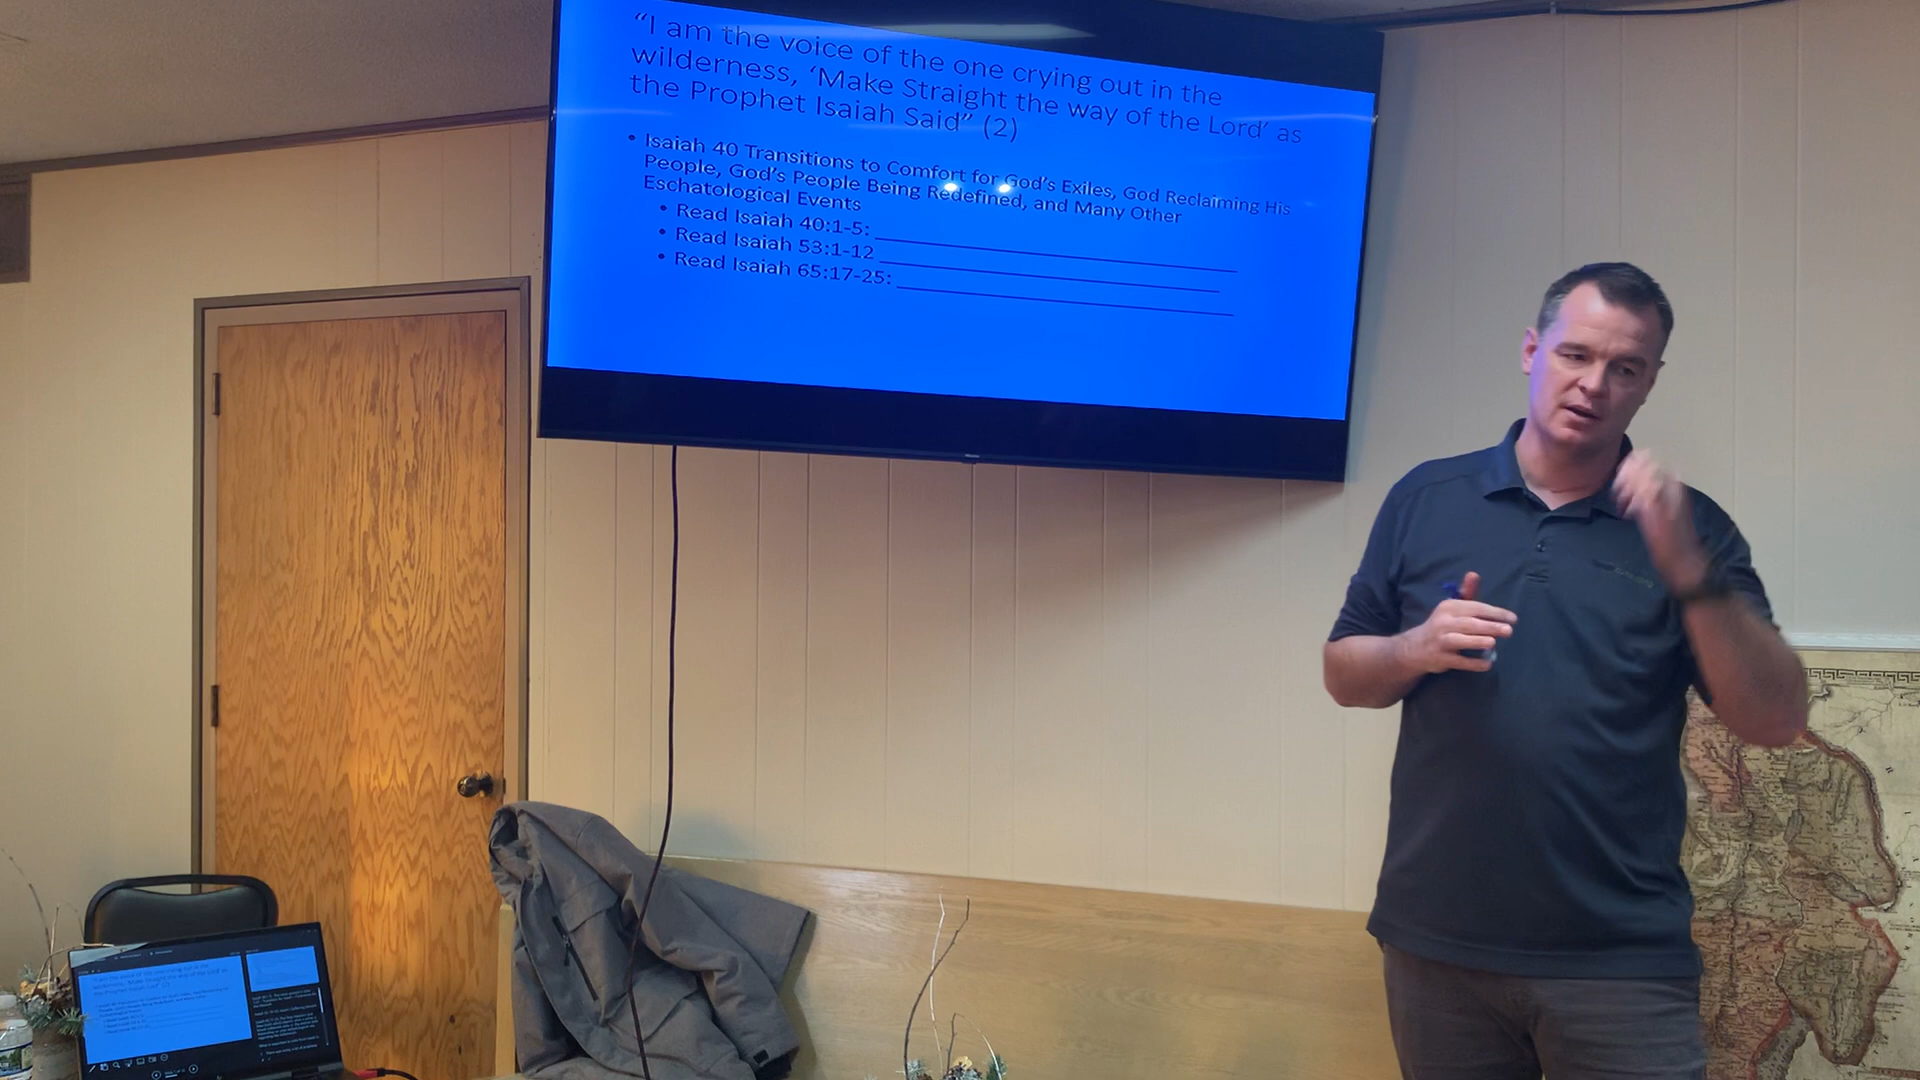 “I am the voice of the one crying out in the
wilderness, ‘Make Straight the way of the Lord’ as
the Prophet Isaiah Said” (2)
• Isaiah 40 Transitions to Comfort for God’s Exiles, God Reclaiming His
People, God’s People Being Redefined, and Many Other
Eschatological Events
• Read Isaiah 40:1-5: ____________________
• Read Isaiah 53:1-12 ____________________
• Read Isaiah 65:17-25: ____________________